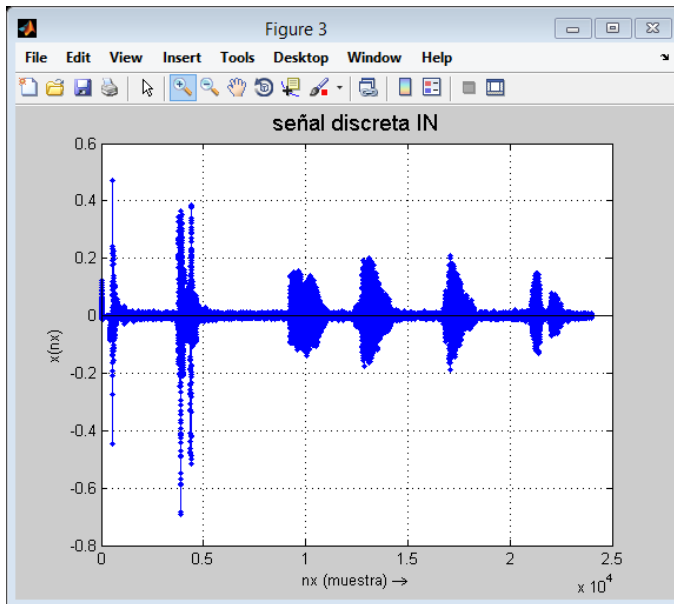 Figure 3
File Edit View Insert Tools Desktop Window Help
señal discreta IN
0.6
0.4
0.2
0
-0.2
-0.4
-0.6
-0.8
x(nx)
0 0.5 1 1.5 2 2.5
nx (muestra) →
x 10^4